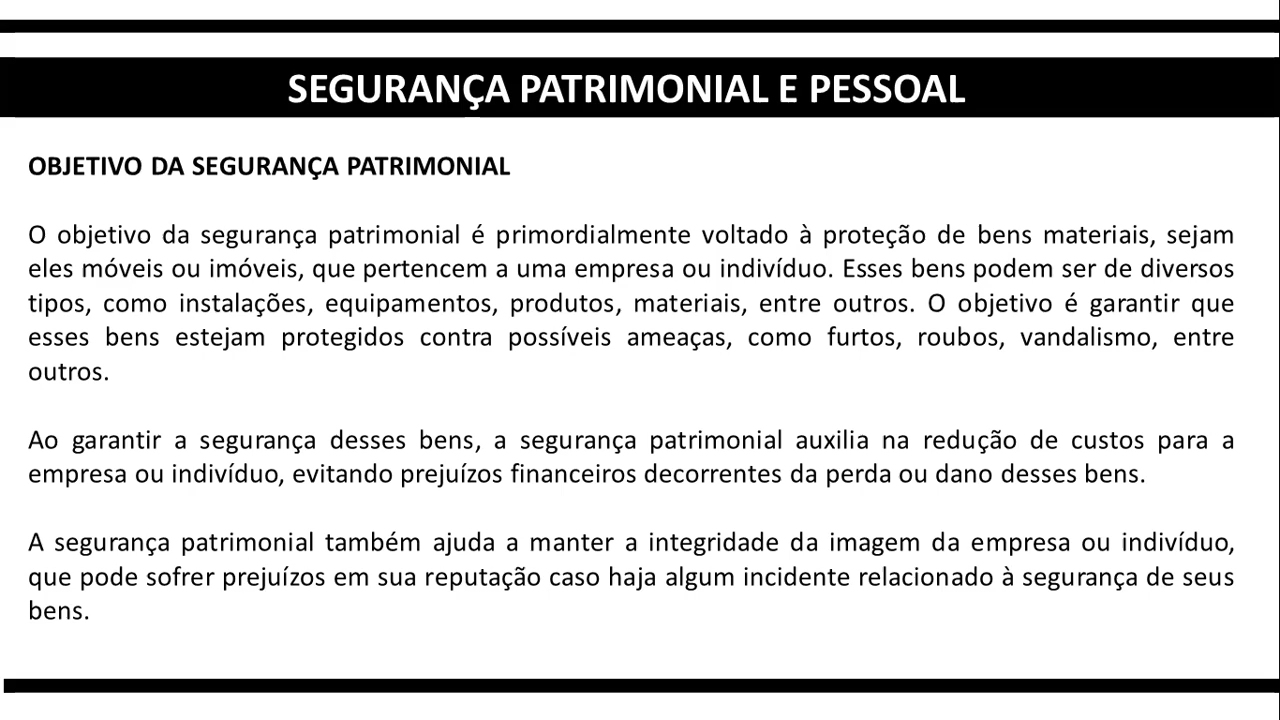 SEGURANÇA PATRIMONIAL E PESSOAL
OBJETIVO DA SEGURANÇA PATRIMONIAL
O objetivo da segurança patrimonial é primordialmente voltado à proteção de bens materiais, sejam
eles móveis ou imóveis, que pertencem a uma empresa ou indivíduo. Esses bens podem ser de diversos
tipos, como instalações, equipamentos, produtos, materiais, entre outros. O objetivo é garantir que
esses bens estejam protegidos contra possíveis ameaças, como furtos, roubos, vandalismo, entre
outros.
Ao garantir a segurança desses bens, a segurança patrimonial auxilia na redução de custos para a
empresa ou indivíduo, evitando prejuízos financeiros decorrentes da perda ou dano desses bens.
A segurança patrimonial também ajuda a manter a integridade da imagem da empresa ou indivíduo,
que pode sofrer prejuízos em sua reputação caso haja algum incidente relacionado à segurança de seus
bens.